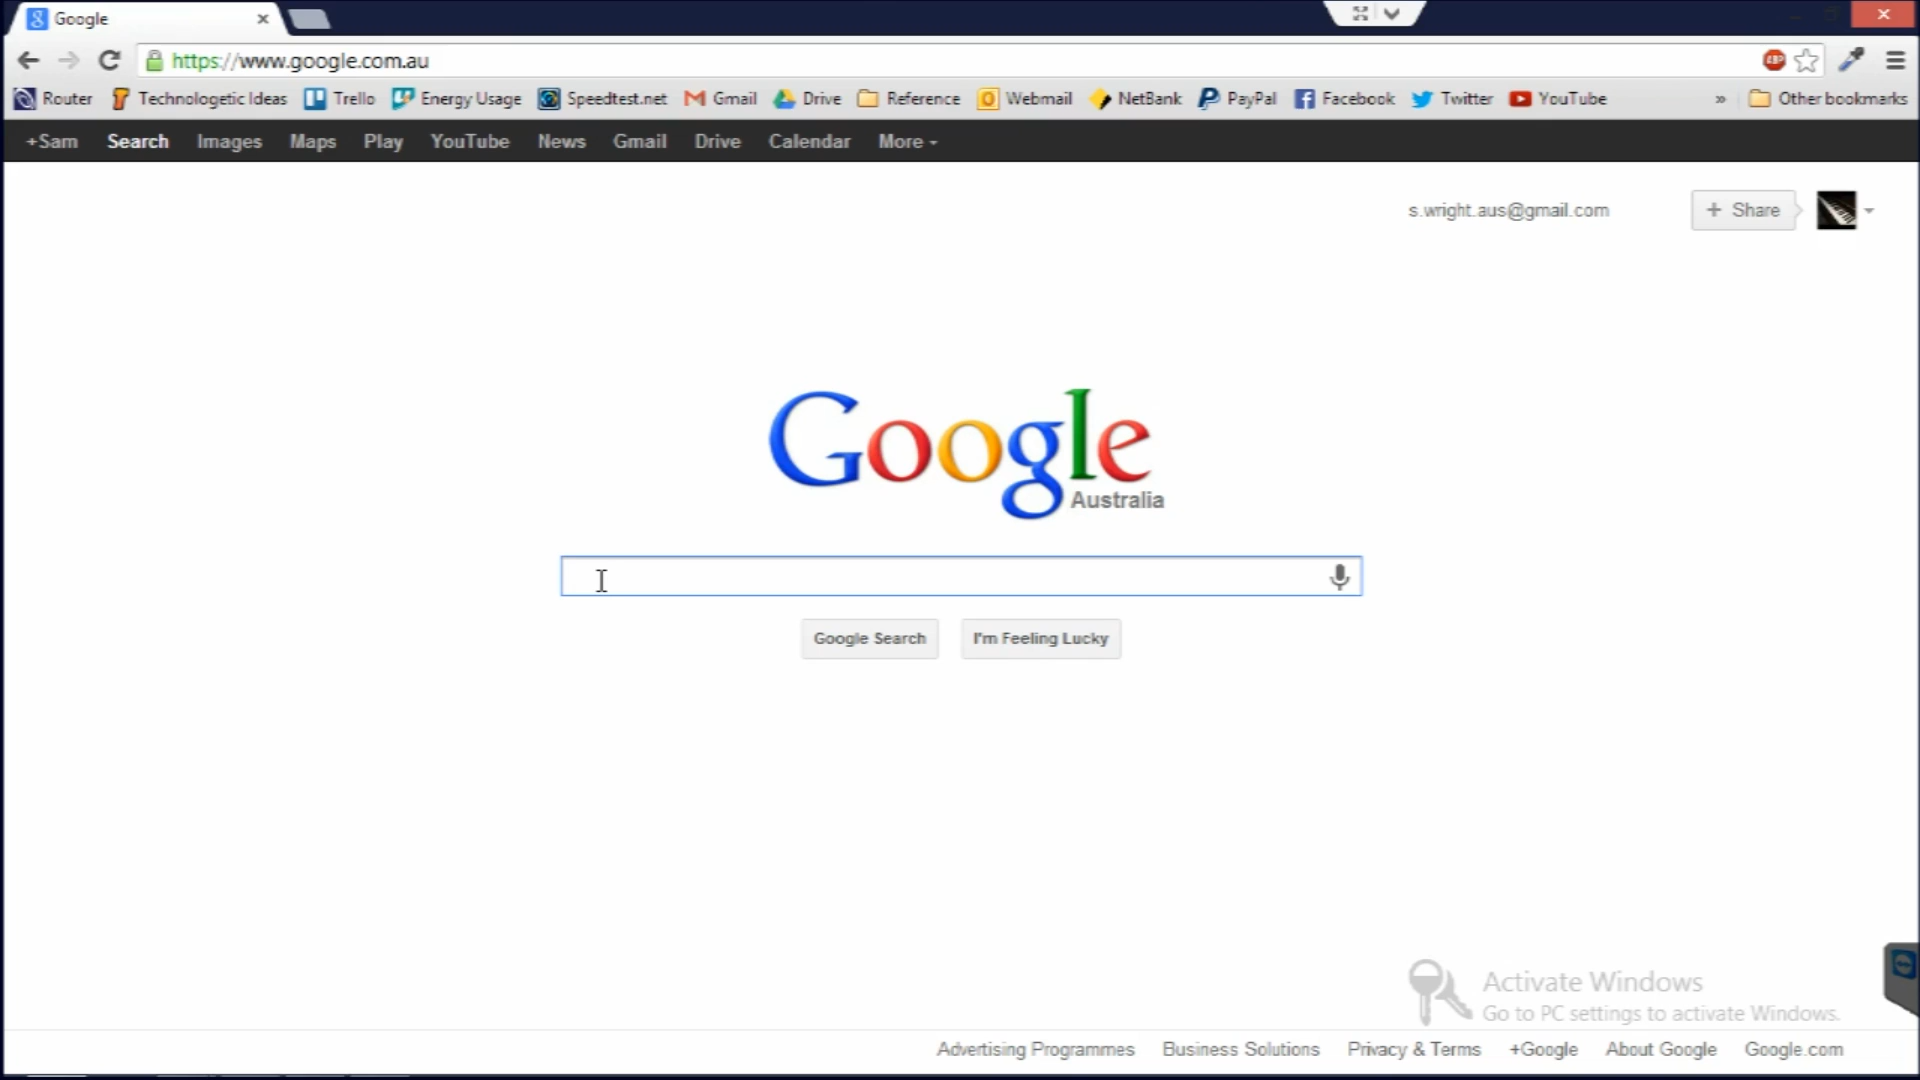 Google
https://www.google.com.au
ABP
Router Technologetic Ideas Trello Energy Usage Speedtest.net Gmail Drive Reference Webmail NetBank PayPal Facebook Twitter YouTube » Other bookmarks
+Sam Search Images Maps Play YouTube News Gmail Drive Calendar More
s.wright.aus@gmail.com + Share
Google
Australia
Google Search I'm Feeling Lucky
Activate Windows
Go to PC settings to activate Windows.
Advertising Programmes Business Solutions Privacy & Terms +Google About Google Google.com